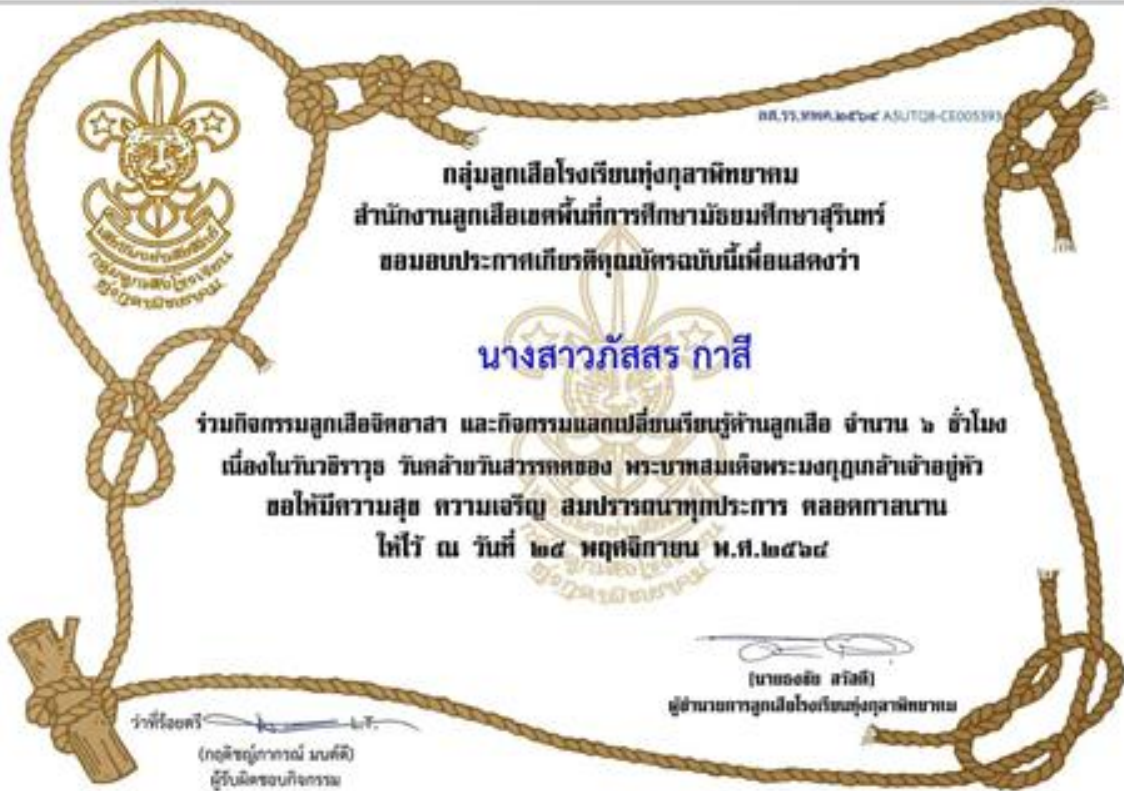 ลส.รร.ทพค.๒๕๖๔ ASUTQ8-CE005393
กลุ่มลูกเสือโรงเรียนทุ่งกุลาพิทยาคม
สำนักงานลูกเสือเขตพื้นที่การศึกษามัธยมศึกษาสุรินทร์
ขอมอบประกาศเกียรติคุณบัตรฉบับนี้เพื่อแสดงว่า
นางสาวภัสสร กาสี
ร่วมกิจกรรมลูกเสือจิตอาสา และกิจกรรมแลกเปลี่ยนเรียนรู้ด้านลูกเสือ จำนวน ๖ ชั่วโมง
เนื่องในวันวชิราวุธ วันคล้ายวันสวรรคตของ พระบาทสมเด็จพระมงกุฎเกล้าเจ้าอยู่หัว
ขอให้มีความสุข ความเจริญ สมปรารถนาทุกประการ ตลอดกาลนาน
ให้ไว้ ณ วันที่ ๒๕ พฤศจิกายน พ.ศ.๒๕๖๔
(นายธงชัย สวัสดี)
ผู้อำนวยการลูกเสือโรงเรียนทุ่งกุลาพิทยาคม
ว่าที่ร้อยตรี
(กฤติชญ์ภากรณ์ มนต์ดี)
ผู้รับผิดชอบกิจกรรม